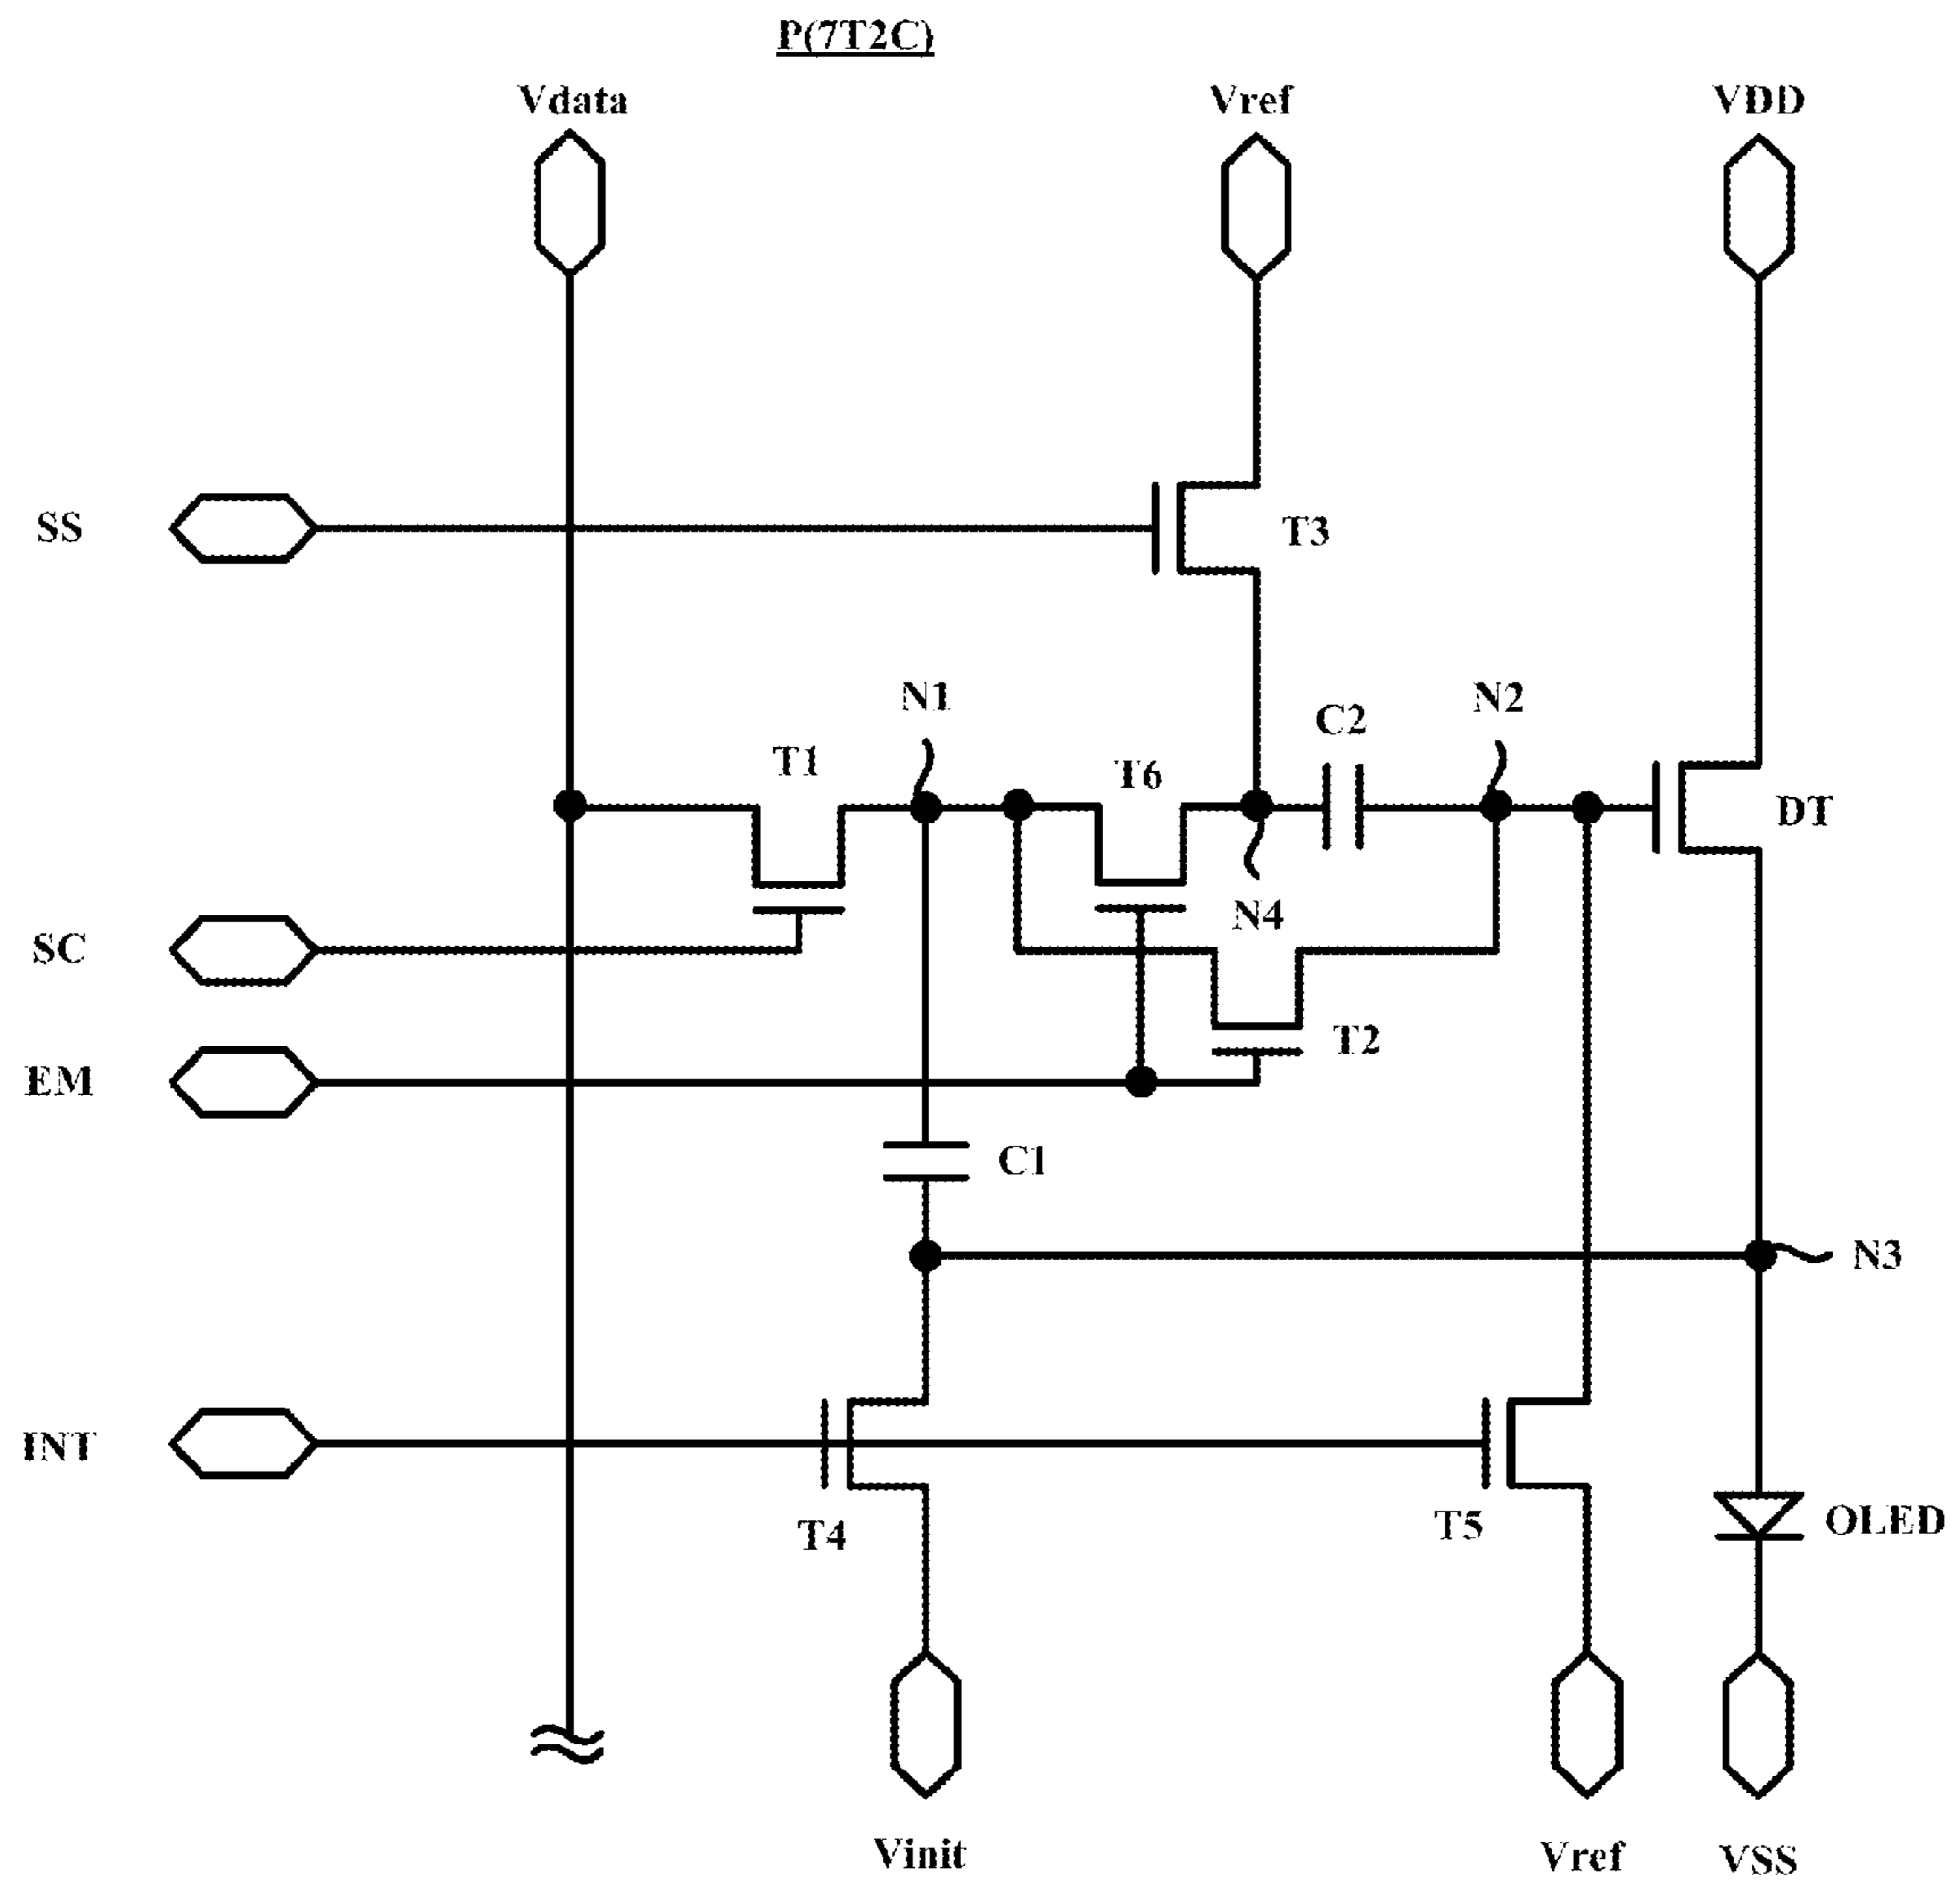 P(7T2C)
Vdata
Vref
VDD
SS
T3
N1
C2
N2
T1
T6
DT
N4
SC
T2
EM
C1
N3
INT
T4
T5
OLED
Vinit
Vref
VSS